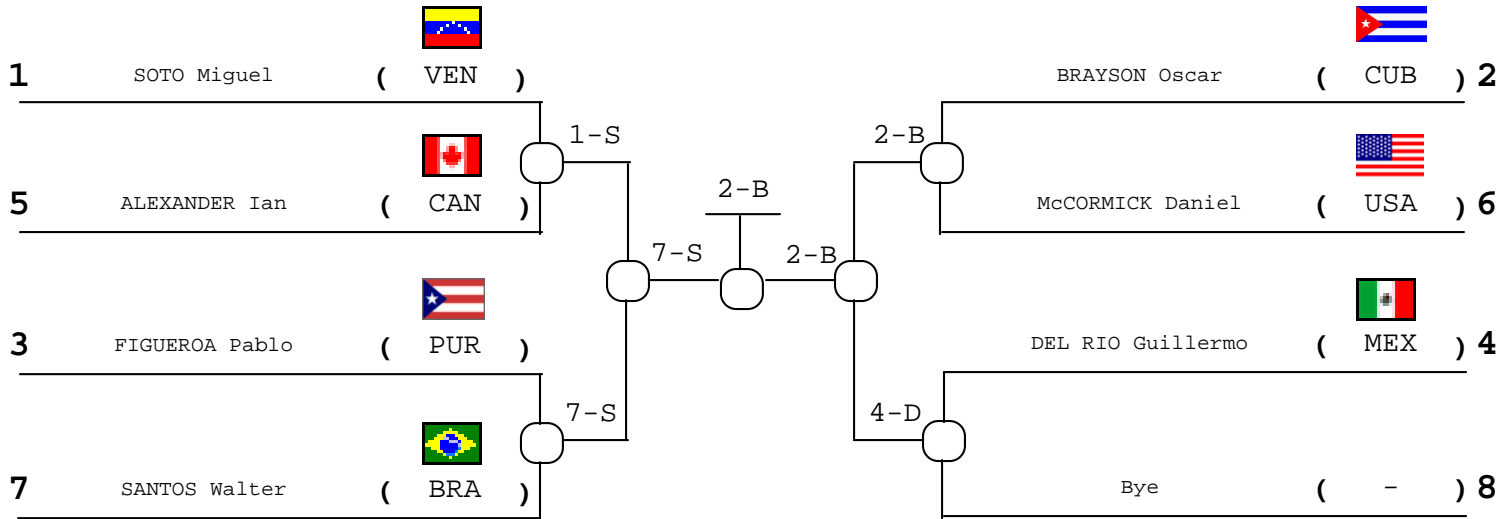 1 SOTO Miguel ( VEN )
BRAYSON Oscar ( CUB ) 2
1-S
2-B
5 ALEXANDER Ian ( CAN )
2-B
McCORMICK Daniel ( USA ) 6
7-S
2-B
3 FIGUEROA Pablo ( PUR )
DEL RIO Guillermo ( MEX ) 4
7-S
4-D
7 SANTOS Walter ( BRA )
Bye ( - ) 8